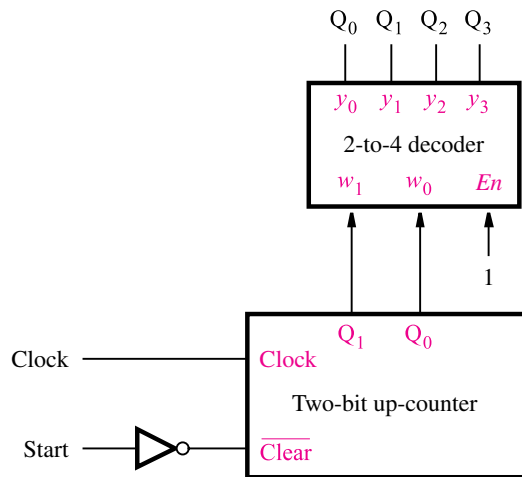 Q₀ Q₁ Q₂ Q₃
y₀ y₁ y₂ y₃
2-to-4 decoder
w₁ w₀ En
1
Q₁ Q₀
Clock Clock
Two-bit up-counter
Start C̅l̅e̅a̅r̅